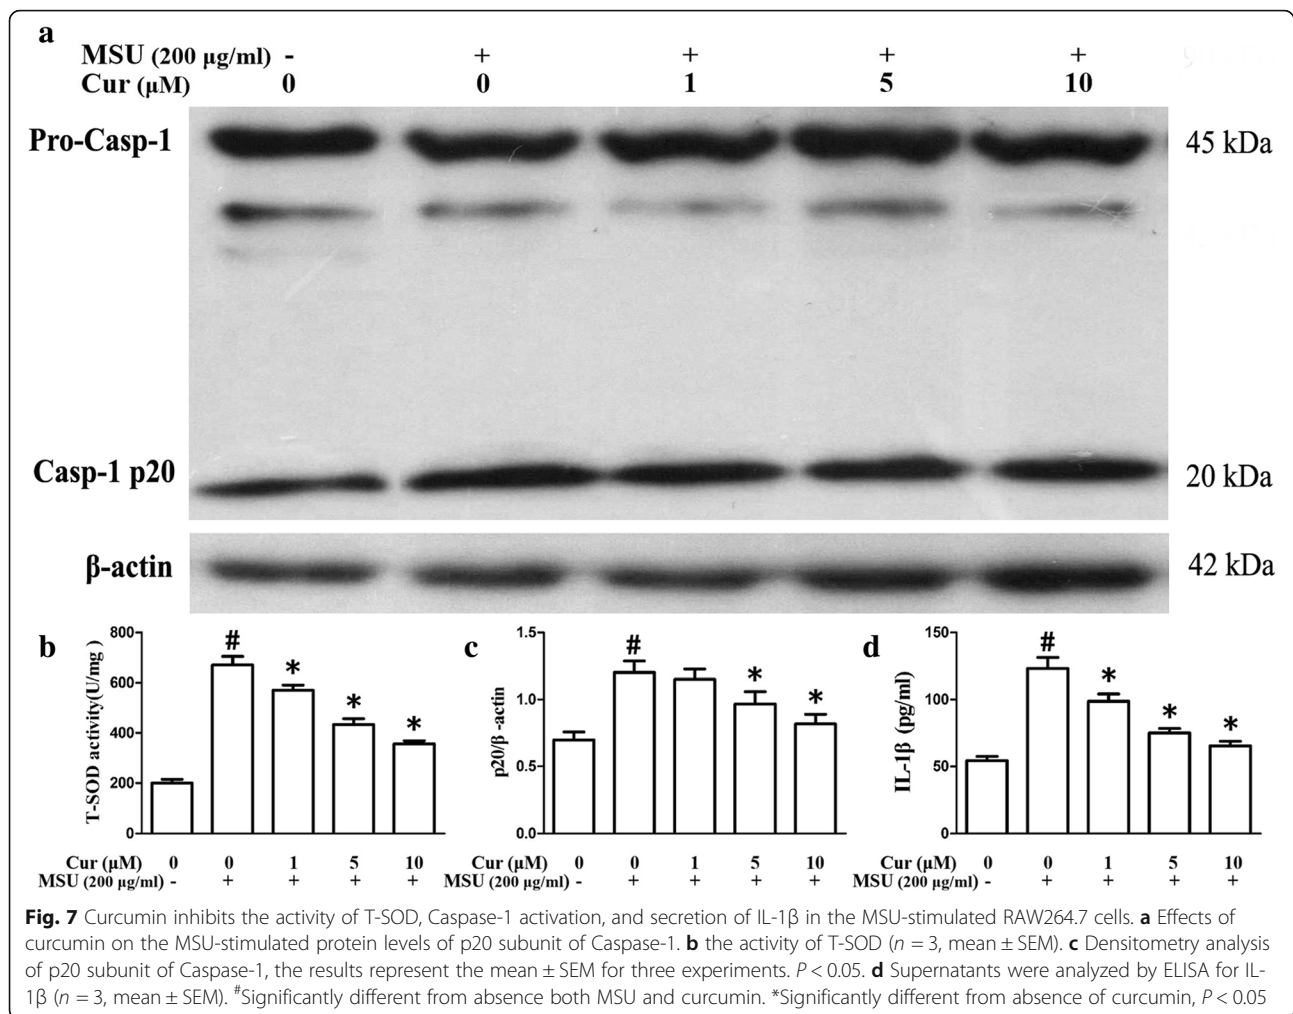 a
MSU (200 μg/ml) - + + + +
Cur (μM) 0 0 1 5 10
Pro-Casp-1 45 kDa
Casp-1 p20 20 kDa
β-actin 42 kDa
b
T-SOD activity(U/mg )
800
600
400
200
0
# * * *
Cur (μM) 0 0 1 5 10
MSU (200 μg/ml) - + + + +
c
p20/β -actin
1.5
1.0
0.5
0.0
# * *
Cur (μM) 0 0 1 5 10
MSU (200 μg/ml) - + + + +
d
IL-1β (pg/ml)
150
100
50
0
# * * *
Cur (μM) 0 0 1 5 10
MSU (200 μg/ml) - + + + +
Fig. 7 Curcumin inhibits the activity of T-SOD, Caspase-1 activation, and secretion of IL-1β in the MSU-stimulated RAW264.7 cells. a Effects of
curcumin on the MSU-stimulated protein levels of p20 subunit of Caspase-1. b the activity of T-SOD (n = 3, mean ± SEM). c Densitometry analysis
of p20 subunit of Caspase-1, the results represent the mean ± SEM for three experiments. P < 0.05. d Supernatants were analyzed by ELISA for IL-
1β (n = 3, mean ± SEM). #Significantly different from absence both MSU and curcumin. *Significantly different from absence of curcumin, P < 0.05